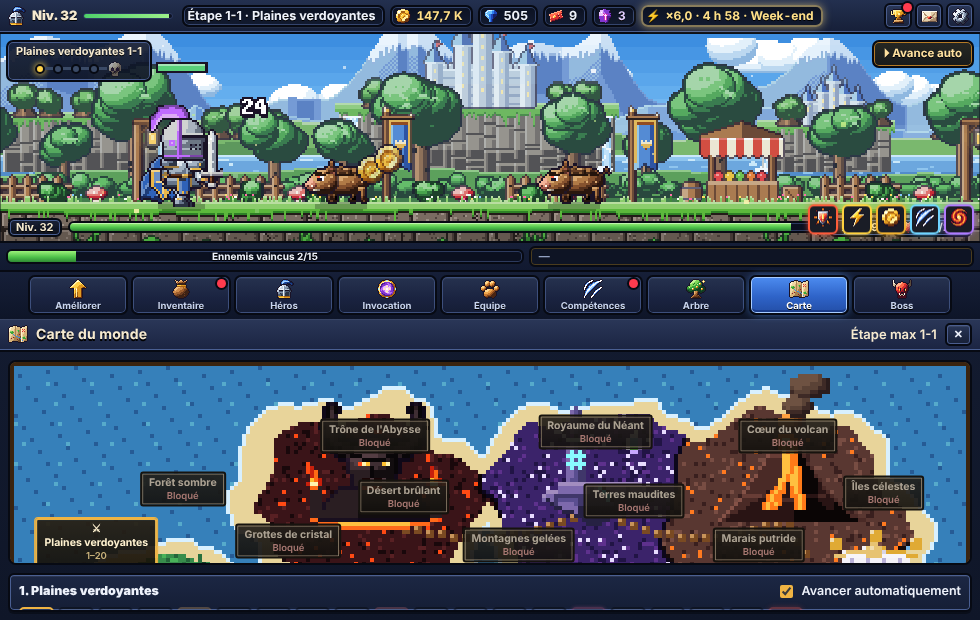 Niv. 32
Étape 1-1 · Plaines verdoyantes
147,7 K
505
9
3
×6,0 · 4 h 58 · Week-end
Plaines verdoyantes 1-1
Avance auto
24
Niv. 32
Ennemis vaincus 2/15
—
Améliorer
Inventaire
Héros
Invocation
Équipe
Compétences
Arbre
Carte
Boss
Carte du monde
Étape max 1-1
×
Trône de l'Abysse
Bloqué
Royaume du Néant
Bloqué
Cœur du volcan
Bloqué
Forêt sombre
Bloqué
Désert brûlant
Bloqué
Terres maudites
Bloqué
Îles célestes
Bloqué
Plaines verdoyantes
1–20
Grottes de cristal
Bloqué
Montagnes gelées
Bloqué
Marais putride
Bloqué
1. Plaines verdoyantes
Avancer automatiquement